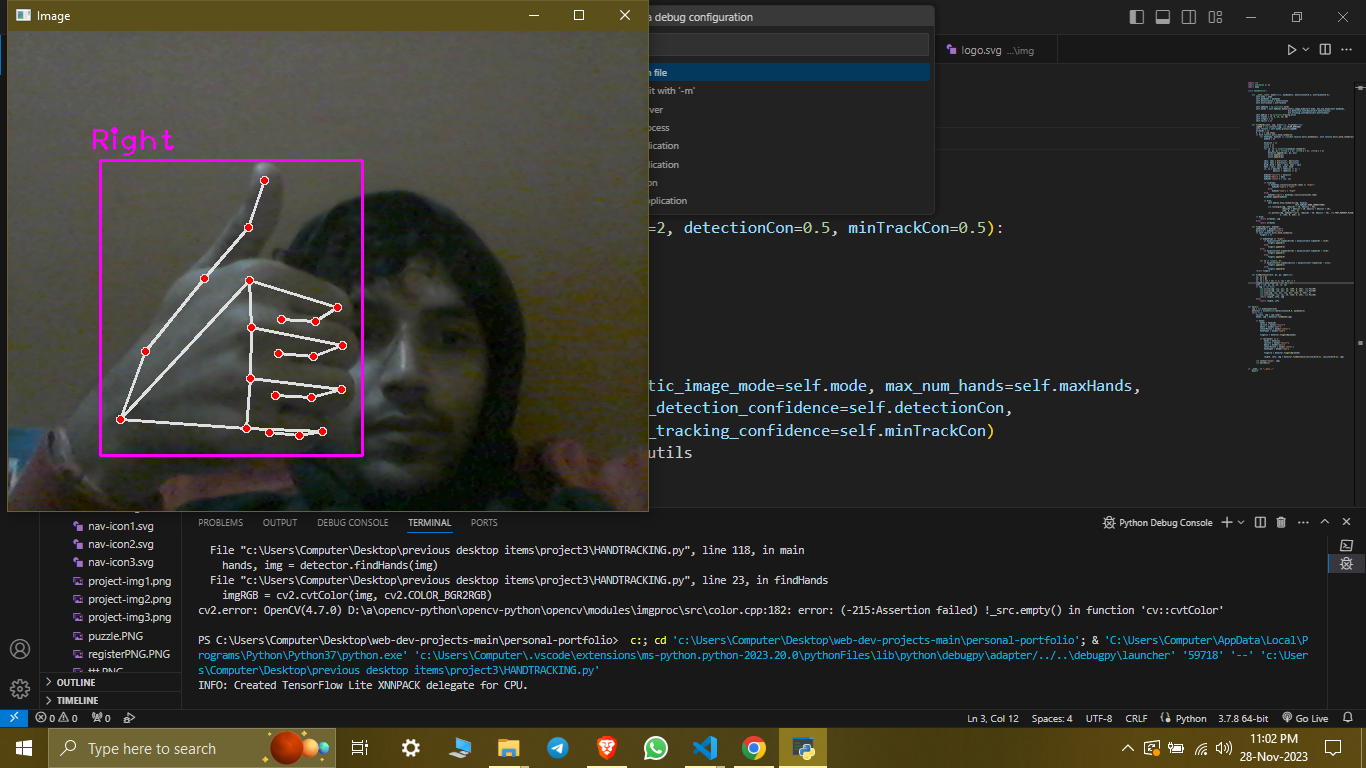 Image
a debug configuration
logo.svg ...\img
n file
it with '-m'
rver
ocess
ication
ication
on
pplication
Right
=2, detectionCon=0.5, minTrackCon=0.5):
tic_image_mode=self.mode, max_num_hands=self.maxHands,
_detection_confidence=self.detectionCon,
_tracking_confidence=self.minTrackCon)
utils
nav-icon1.svg
nav-icon2.svg
nav-icon3.svg
project-img1.png
project-img2.png
project-img3.png
puzzle.PNG
registerPNG.PNG
OUTLINE
TIMELINE
PROBLEMS OUTPUT DEBUG CONSOLE TERMINAL PORTS
Python Debug Console
File "c:\Users\Computer\Desktop\previous desktop items\project3\HANDTRACKING.py", line 118, in main
hands, img = detector.findHands(img)
File "c:\Users\Computer\Desktop\previous desktop items\project3\HANDTRACKING.py", line 23, in findHands
imgRGB = cv2.cvtColor(img, cv2.COLOR_BGR2RGB)
cv2.error: OpenCV(4.7.0) D:\a\opencv-python\opencv-python\opencv\modules\imgproc\src\color.cpp:182: error: (-215:Assertion failed) !_src.empty() in function 'cv::cvtColor'
PS C:\Users\Computer\Desktop\web-dev-projects-main\personal-portfolio>  c:; cd 'c:\Users\Computer\Desktop\web-dev-projects-main\personal-portfolio'; & 'C:\Users\Computer\AppData\Local\P
rograms\Python\Python37\python.exe' 'c:\Users\Computer\.vscode\extensions\ms-python.python-2023.20.0\pythonFiles\lib\python\debugpy\adapter/../..\debugpy\launcher' '59718' '--' 'c:\User
s\Computer\Desktop\previous desktop items\project3\HANDTRACKING.py'
INFO: Created TensorFlow Lite XNNPACK delegate for CPU.
0 0 0
Ln 3, Col 12 Spaces: 4 UTF-8 CRLF Python 3.7.8 64-bit Go Live
Type here to search
11:02 PM
28-Nov-2023